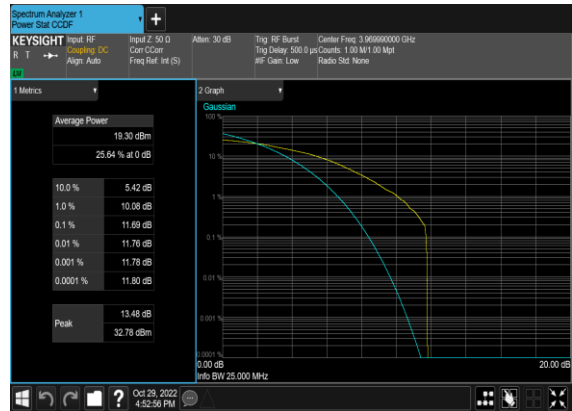 Spectrum Analyzer 1
Power Stat CCDF
KEYSIGHT Input: RF Input Z: 50 Ω Atten: 30 dB Trig: RF Burst Center Freq: 3.969990000 GHz
R T Coupling: DC Corr CCorr Trig Delay: 500.0 µs Counts: 1.00 M/1.00 Mpt
Align: Auto Freq Ref: Int (S) #IF Gain: Low Radio Std: None
1 Metrics
2 Graph
Average Power
19.30 dBm
25.64 % at 0 dB
10.0 % 5.42 dB
1.0 % 10.08 dB
0.1 % 11.69 dB
0.01 % 11.76 dB
0.001 % 11.78 dB
0.0001 % 11.80 dB
Peak 13.48 dB
32.78 dBm
Gaussian
100 %
10 %
1 %
0.1 %
0.01 %
0.001 %
0.0001 %
0.00 dB 20.00 dB
Info BW 25.000 MHz
Oct 29, 2022
4:52:56 PM